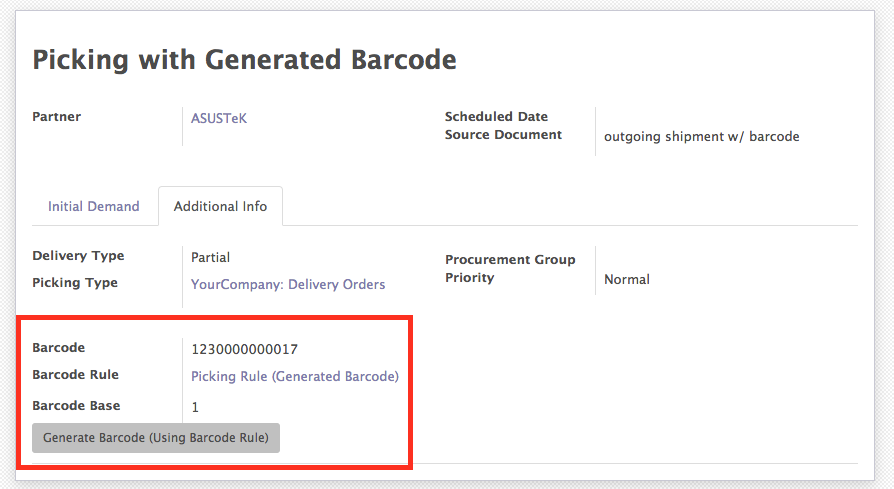 Picking with Generated Barcode
Partner ASUSTeK
Scheduled Date
Source Document outgoing shipment w/ barcode
Initial Demand Additional Info
Delivery Type Partial
Picking Type YourCompany: Delivery Orders
Procurement Group
Priority Normal
Barcode 1230000000017
Barcode Rule Picking Rule (Generated Barcode)
Barcode Base 1
Generate Barcode (Using Barcode Rule)